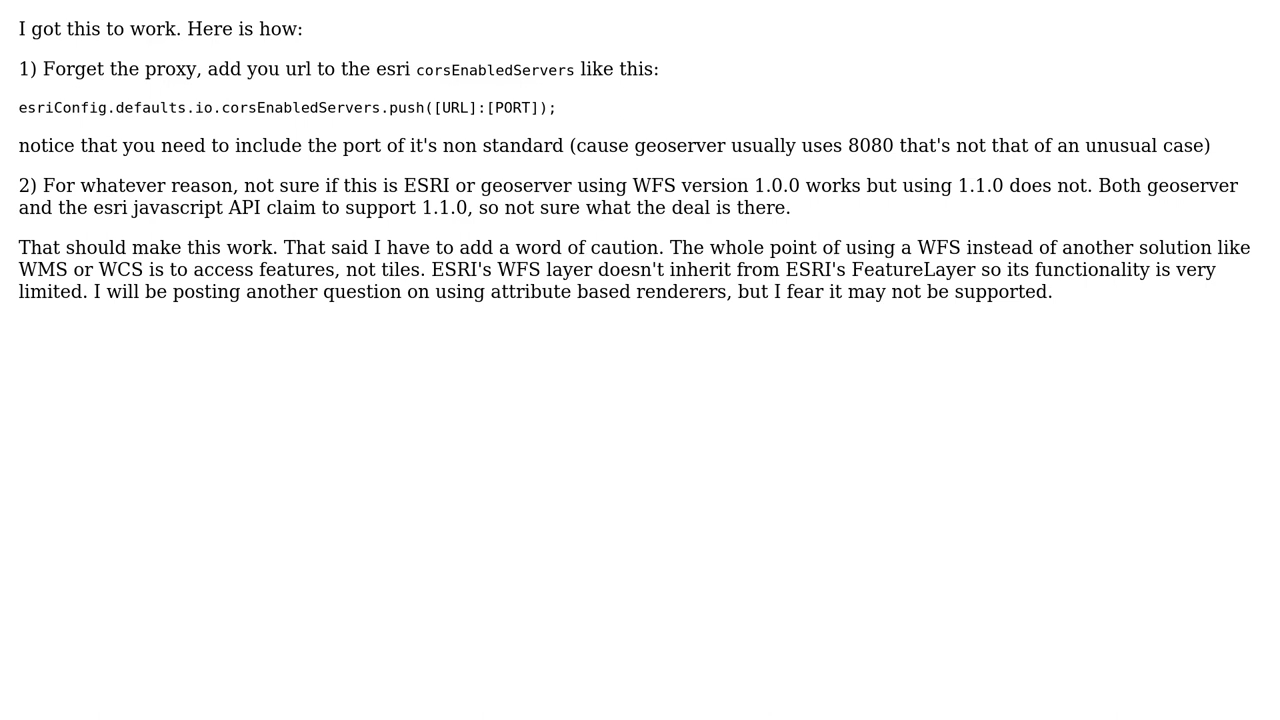 I got this to work. Here is how:
1) Forget the proxy, add you url to the esri corsEnabledServers like this:
esriConfig.defaults.io.corsEnabledServers.push([URL]:[PORT]);
notice that you need to include the port of it's non standard (cause geoserver usually uses 8080 that's not that of an unusual case)
2) For whatever reason, not sure if this is ESRI or geoserver using WFS version 1.0.0 works but using 1.1.0 does not. Both geoserver
and the esri javascript API claim to support 1.1.0, so not sure what the deal is there.
That should make this work. That said I have to add a word of caution. The whole point of using a WFS instead of another solution like
WMS or WCS is to access features, not tiles. ESRI's WFS layer doesn't inherit from ESRI's FeatureLayer so its functionality is very
limited. I will be posting another question on using attribute based renderers, but I fear it may not be supported.